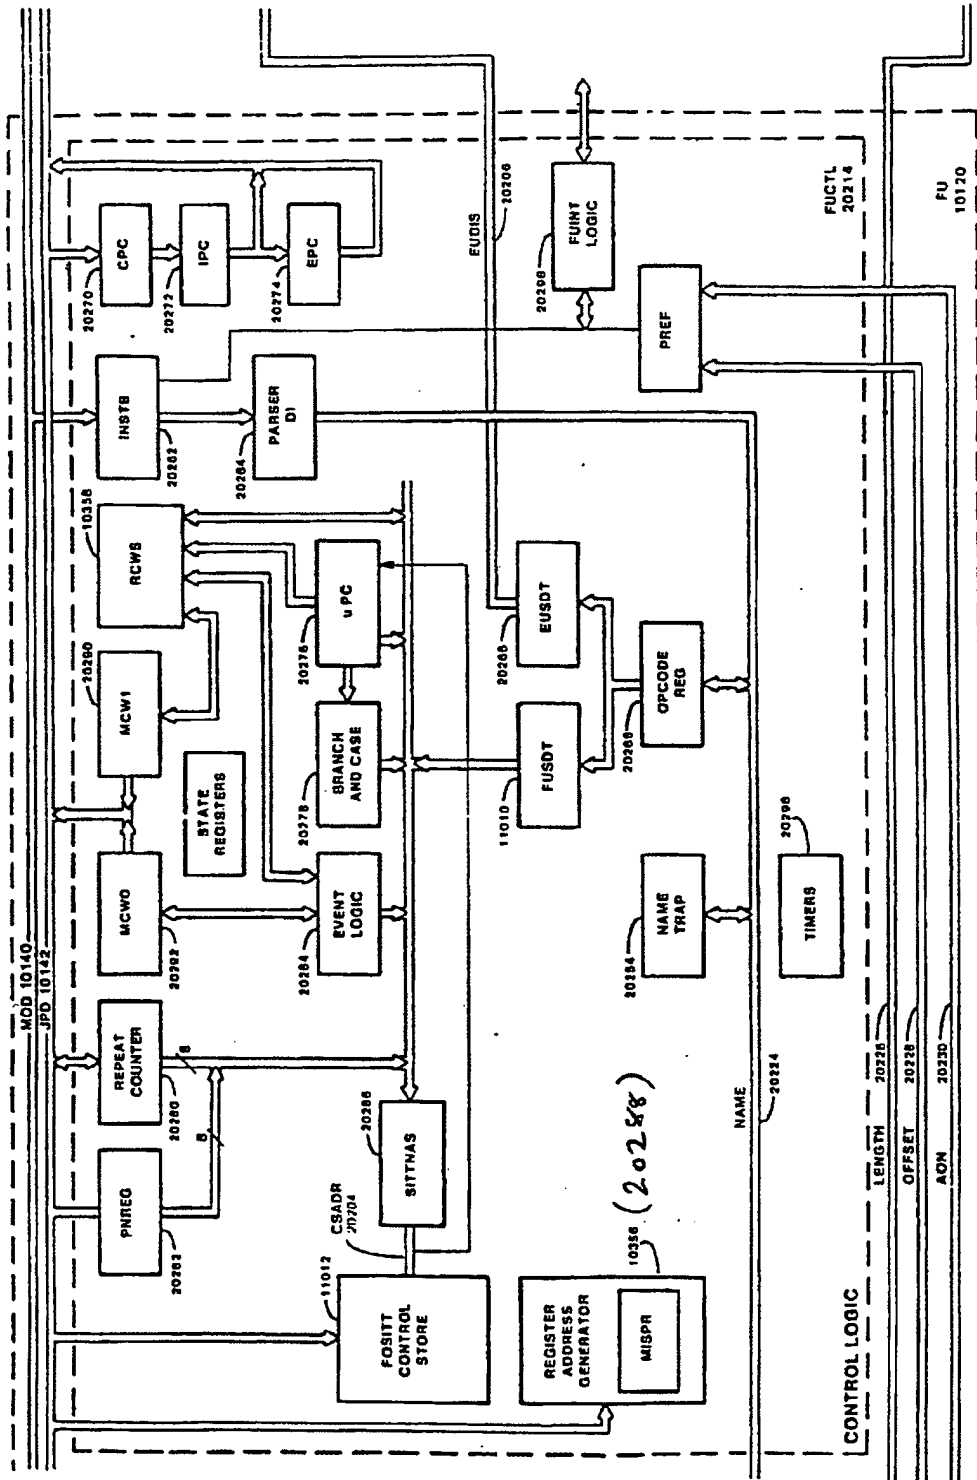 MOD 10140
JPD 10142
PNREG
20282
REPEAT
COUNTER
20280
8
8
MCW0
20292
MCW1
20290
STATE
REGISTERS
RCWS
10358
INSTB
20262
CPC
20270
IPC
20272
EPC
20274
PARSER
DI
20264
FOSITT
CONTROL
STORE
11012
CSADR
20204
SITTNAS
20286
EVENT
LOGIC
20284
BRANCH
AND CASE
20278
u PC
20276
EUDIS
20206
FUINT
LOGIC
20298
REGISTER
ADDRESS
GENERATOR
MISPR
10356
(20288)
NAME
TRAP
20254
FUSDT
11010
EUSDT
20266
OPCODE
REG
20268
PREF
NAME
20224
TIMERS
20296
CONTROL LOGIC
FUCTL
20214
LENGTH 20226
OFFSET 20228
AON 20230
FU
10120